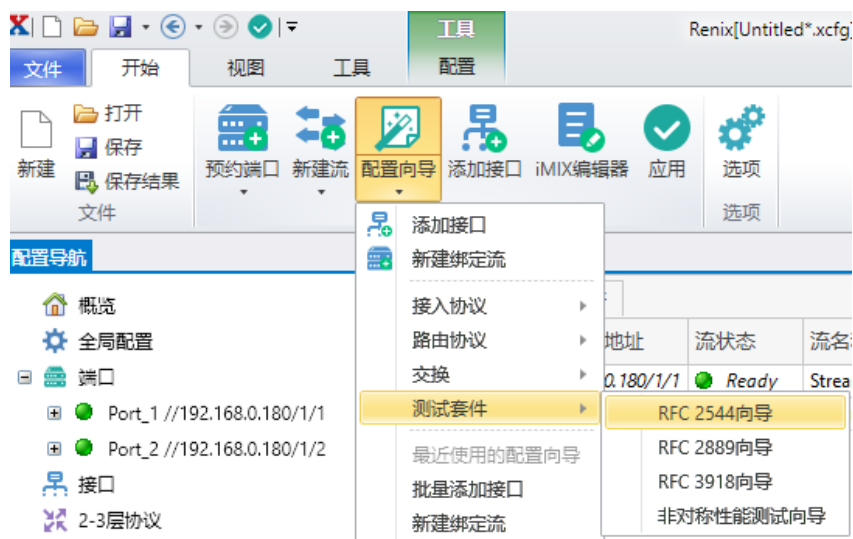 工具
Renix[Untitled*.xcfg]
文件 开始 视图 工具 配置
新建
打开
保存
保存结果
文件
预约端口 新建流 配置向导 添加接口 iMIX编辑器 应用 选项
选项
配置导航
概览
全局配置
端口
Port_1 //192.168.0.180/1/1
Port_2 //192.168.0.180/1/2
接口
2-3层协议
添加接口
新建绑定流
接入协议
路由协议
交换
测试套件
最近使用的配置向导
批量添加接口
新建绑定流
地址 流状态 流名
0.180/1/1 Ready Strea
RFC 2544向导
RFC 2889向导
RFC 3918向导
非对称性能测试向导